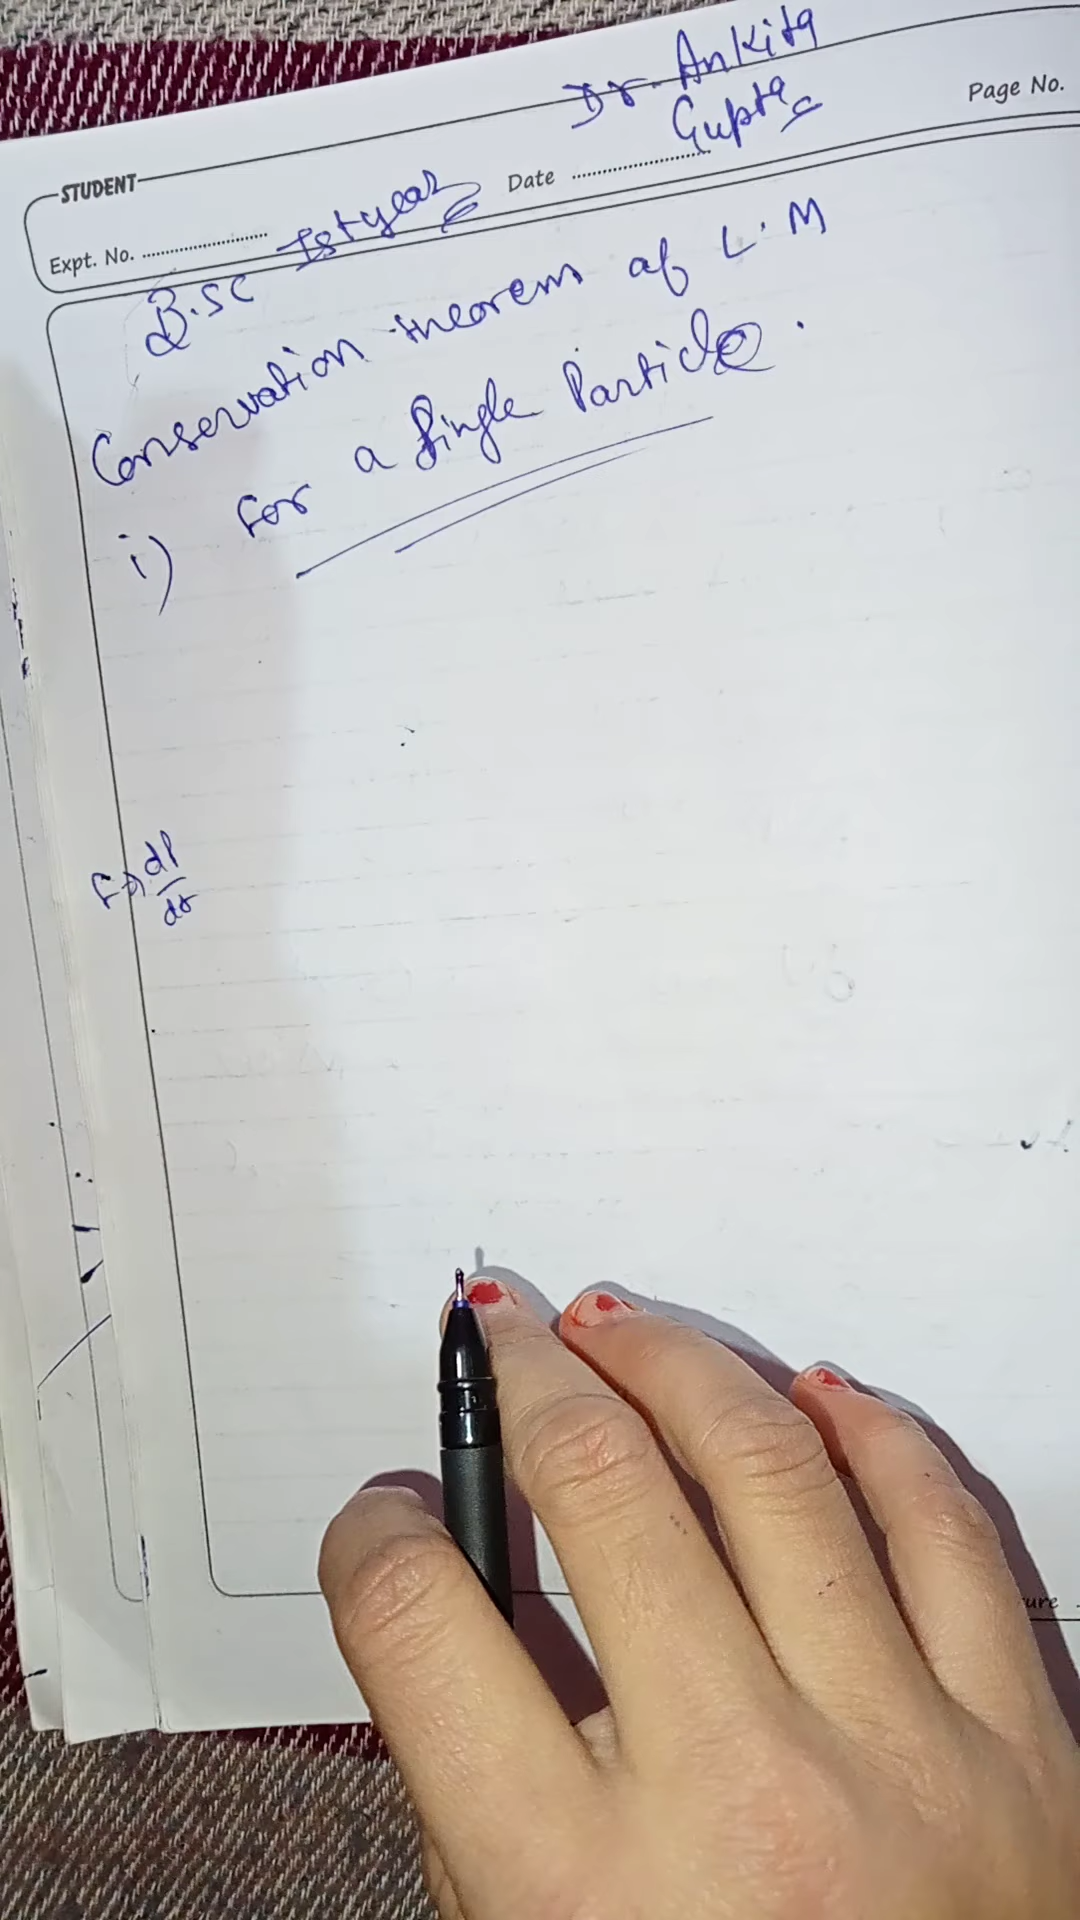 Dr. Ankita
Gupta
Page No.
STUDENT
Expt. No. Ist year Date
B.SC
Conservation theorem of L.M
i) For a Single Particle.
F = dP
dt
ure